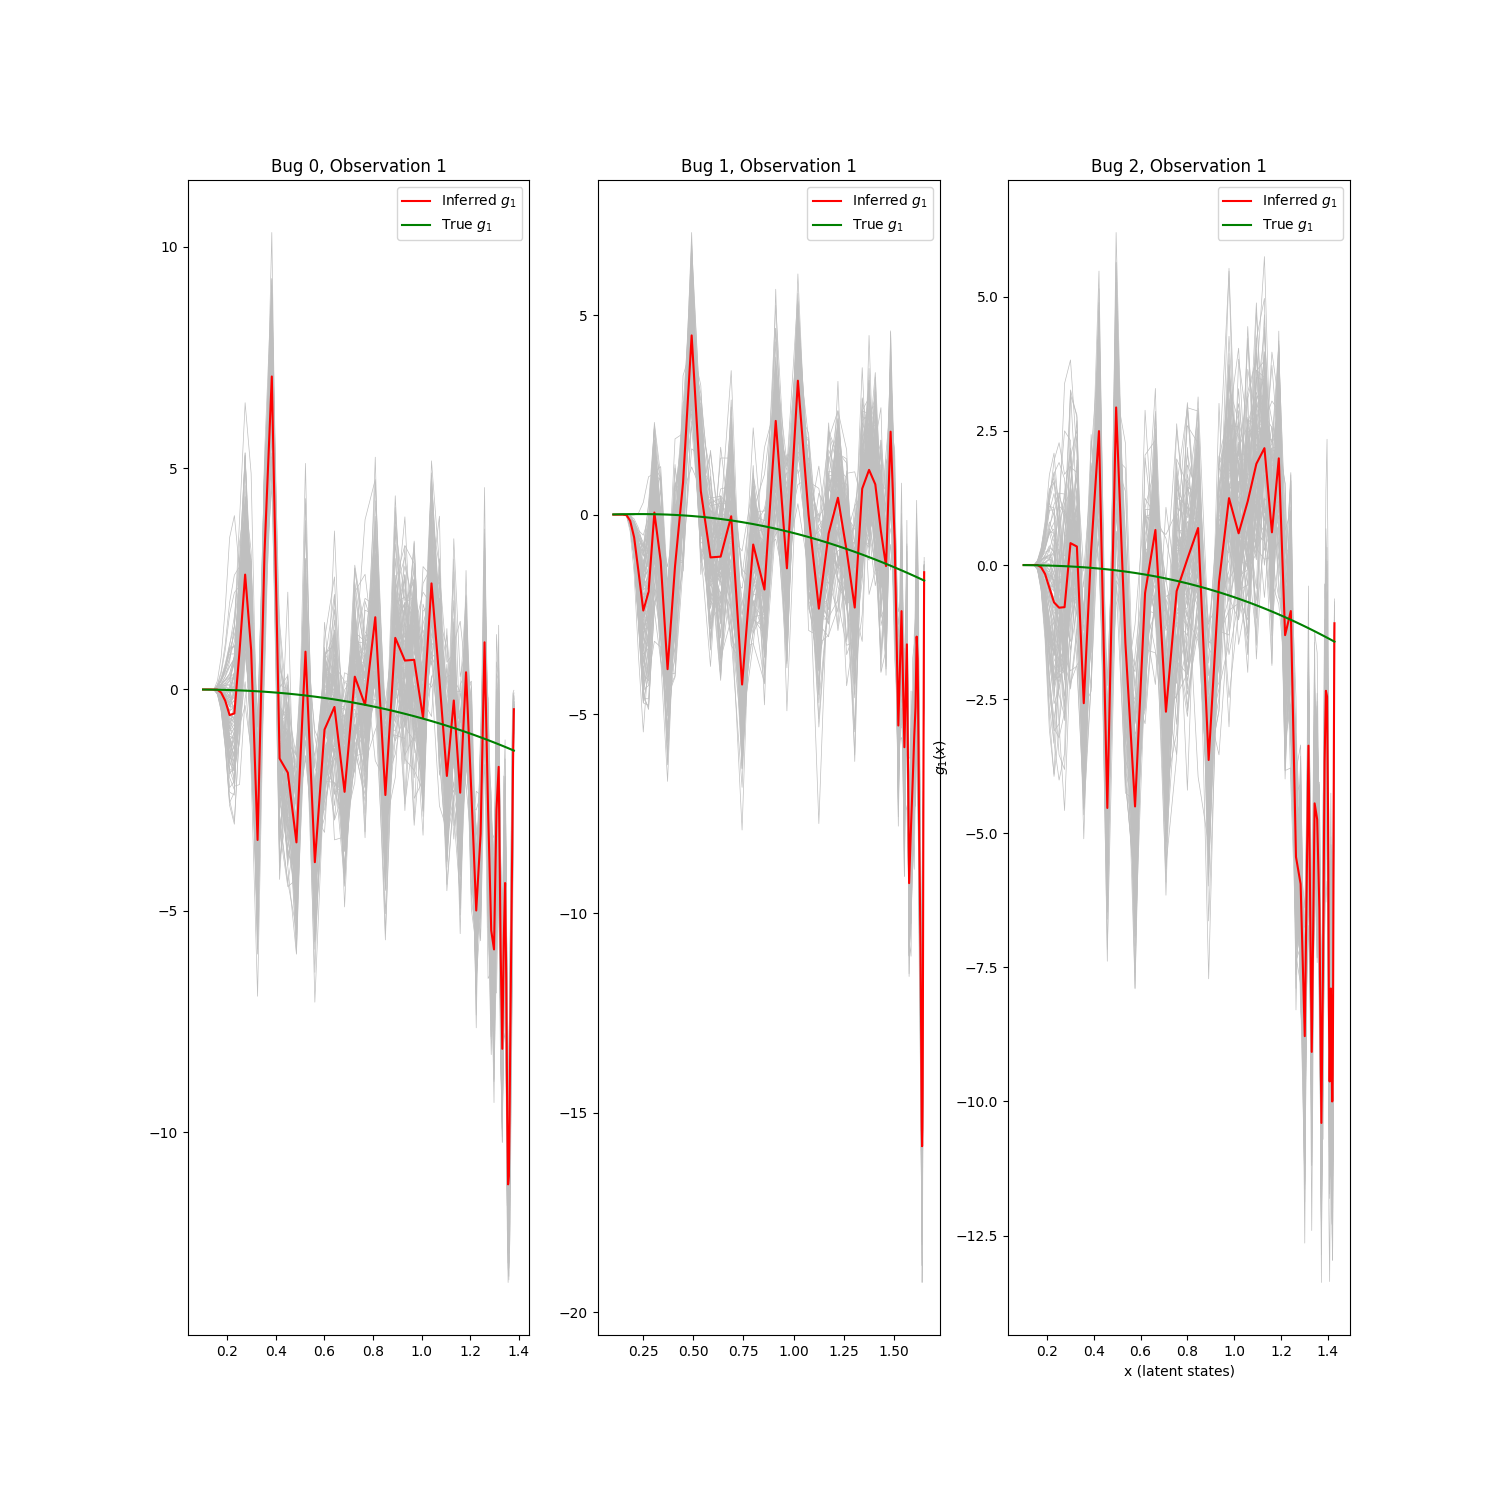 Bug 0, Observation 1
Inferred g₁
True g₁
10
5
0
−5
−10
0.2 0.4 0.6 0.8 1.0 1.2 1.4
Bug 1, Observation 1
Inferred g₁
True g₁
5
0
−5
−10
−15
−20
0.25 0.50 0.75 1.00 1.25 1.50
Bug 2, Observation 1
Inferred g₁
True g₁
g₁(x)
5.0
2.5
0.0
−2.5
−5.0
−7.5
−10.0
−12.5
0.2 0.4 0.6 0.8 1.0 1.2 1.4
x (latent states)